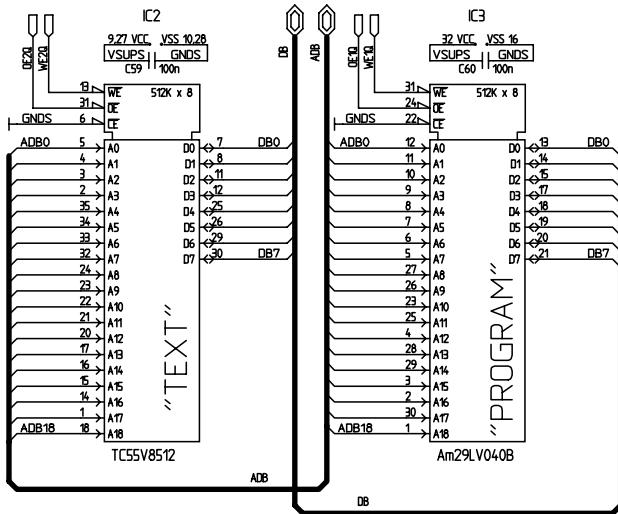 IC2
9,27 VCC VSS 10,28
VSUPS GNDS
C59 100n
OE2Q
WE2Q
13 WE 512K x 8
31 OE
GNDS 6 CE
ADB0 5 A0 D0 7 DB0
4 A1 D1 8
3 A2 D2 11
2 A3 D3 12
35 A4 D4 25
34 A5 D5 26
33 A6 D6 29
32 A7 D7 30 DB7
24 A8
23 A9
22 A10
21 A11
20 A12
17 A13
16 A14
15 A15
14 A16
1 A17
ADB18 18 A18
"TEXT"
TC55V8512
DB
ADB
IC3
32 VCC VSS 16
VSUPS GNDS
C60 100n
OE1Q
WE1Q
31 WE 512K x 8
24 OE
GNDS 22 CE
ADB0 12 A0 D0 13 DB0
11 A1 D1 14
10 A2 D2 15
9 A3 D3 17
8 A4 D4 18
7 A5 D5 19
6 A6 D6 20
5 A7 D7 21 DB7
27 A8
26 A9
23 A10
25 A11
4 A12
28 A13
29 A14
3 A15
2 A16
30 A17
ADB18 1 A18
"PROGRAM"
Am29LV040B
ADB
DB